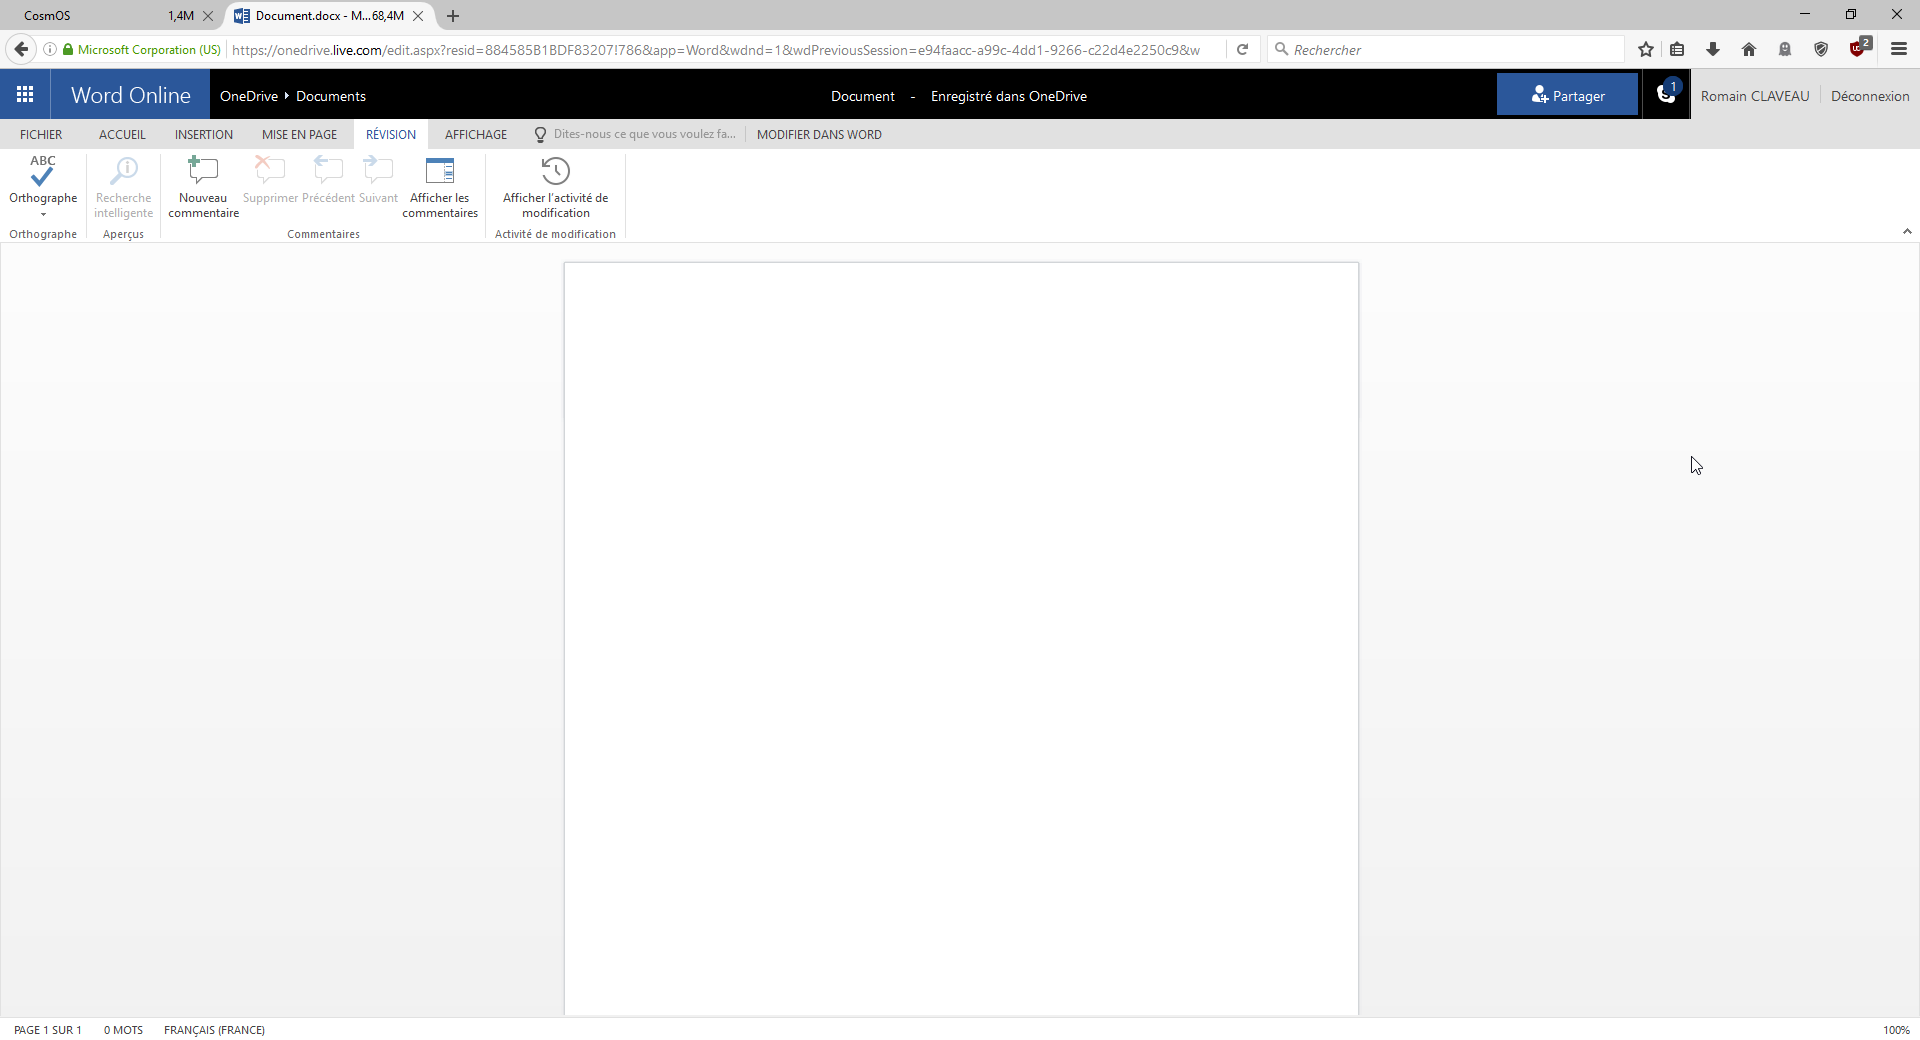 CosmOS 1,4M Document.docx - M...68,4M
Microsoft Corporation (US) https://onedrive.live.com/edit.aspx?resid=884585B1BDF83207!786&app=Word&wdnd=1&wdPreviousSession=e94faacc-a99c-4dd1-9266-c22d4e2250c9&w Rechercher 2
Word Online OneDrive Documents Document - Enregistré dans OneDrive Partager 1 Romain CLAVEAU Déconnexion
FICHIER ACCUEIL INSERTION MISE EN PAGE RÉVISION AFFICHAGE Dites-nous ce que vous voulez fa... MODIFIER DANS WORD
ABC
Orthographe Recherche Nouveau Supprimer Précédent Suivant Afficher les Afficher l'activité de
intelligente commentaire commentaires modification
Orthographe Aperçus Commentaires Activité de modification
PAGE 1 SUR 1 0 MOTS FRANÇAIS (FRANCE) 100%